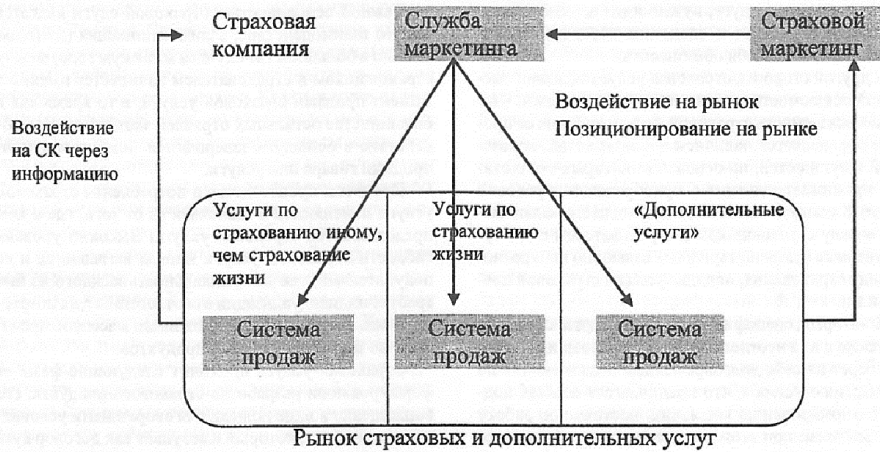 Страховая
компания
Служба
маркетинга
Страховой
маркетинг
Воздействие
на СК через
информацию
Воздействие на рынок
Позиционирование на рынке
Услуги по
страхованию иному,
чем страхование
жизни
Услуги по
страхованию
жизни
«Дополнительные
услуги»
Система
продаж
Система
продаж
Система
продаж
Рынок страховых и дополнительных услуг